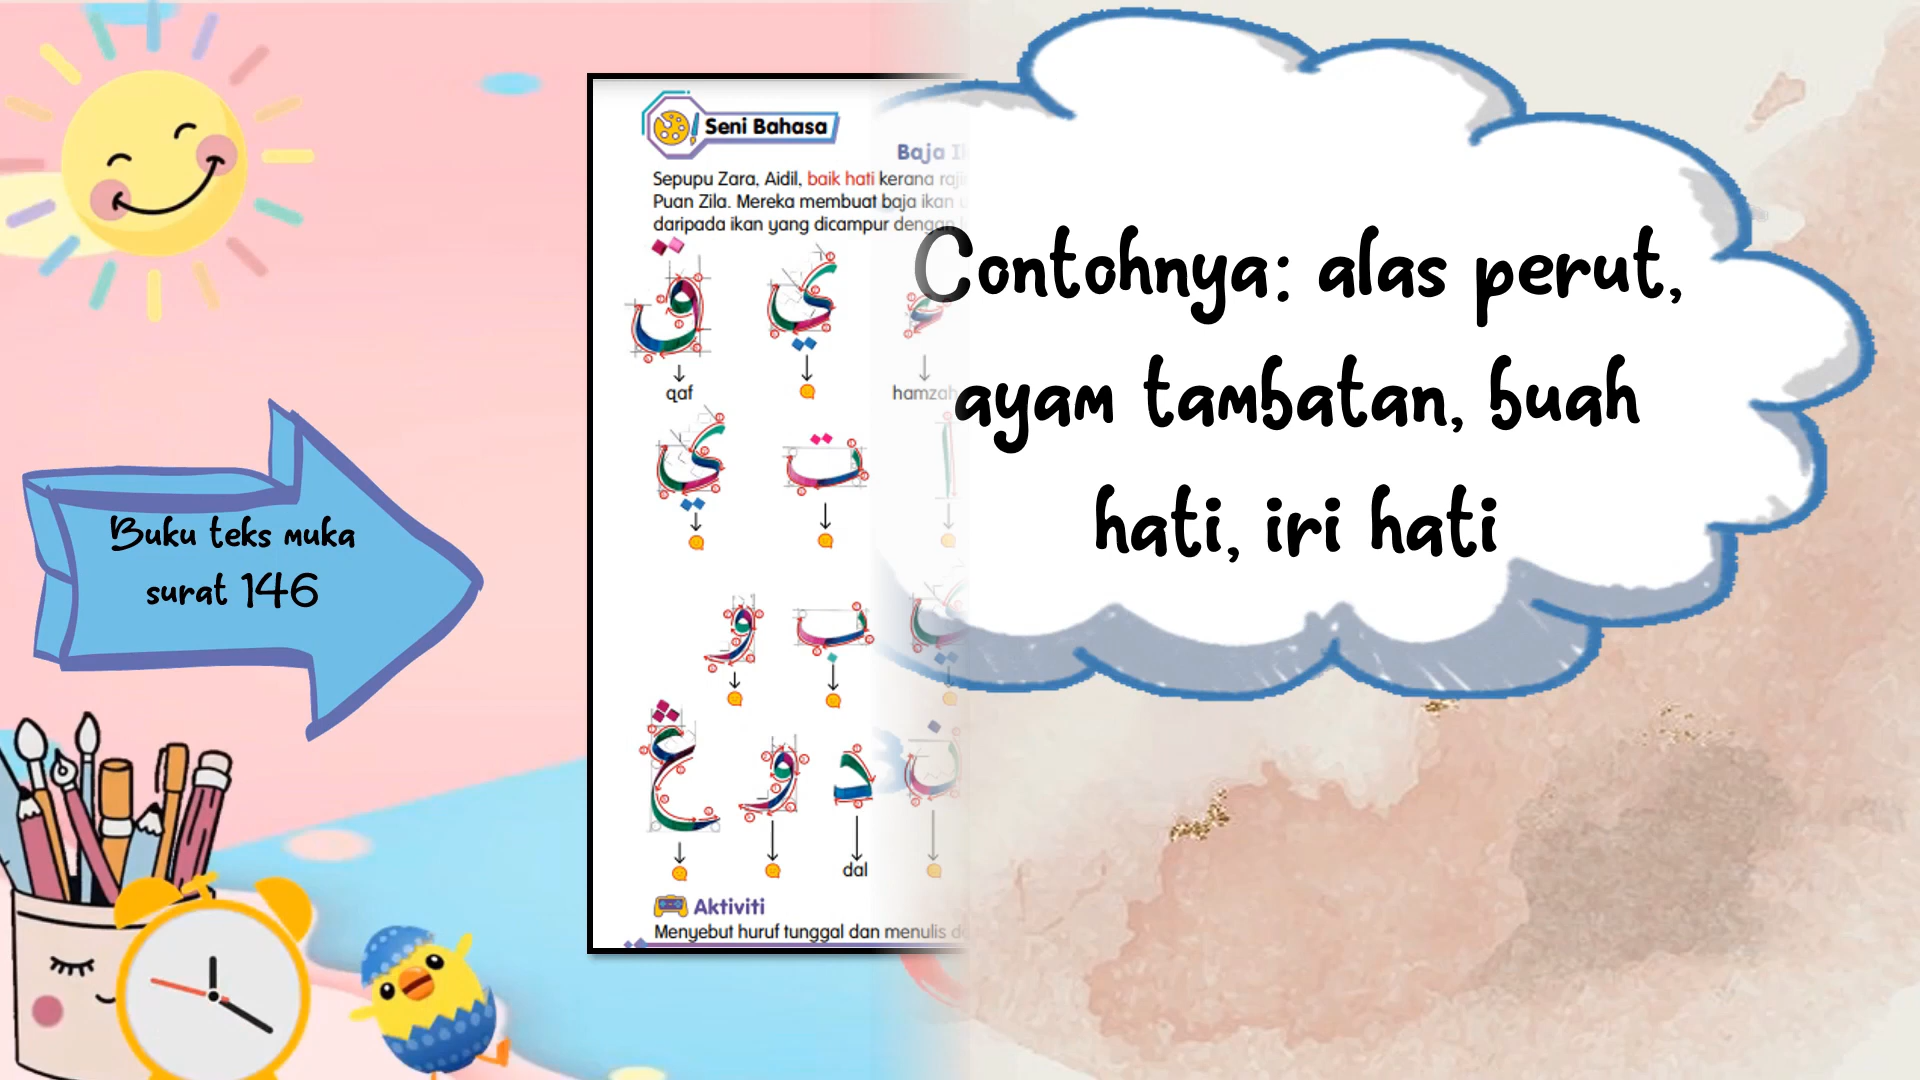 Buku teks muka
surat 146
Seni Bahasa
Baja
Sepupu Zara, Aidil, baik hati kerana
Puan Zila. Mereka membuat baja ikan
daripada ikan yang dicampur dengan
ق ي ء
qaf hamzah
ي ت ا
و ب
غ و د ن
dal
Aktiviti
Menyebut huruf tunggal dan menulis
Contohnya: alas perut,
ayam tambatan, buah
hati, iri hati